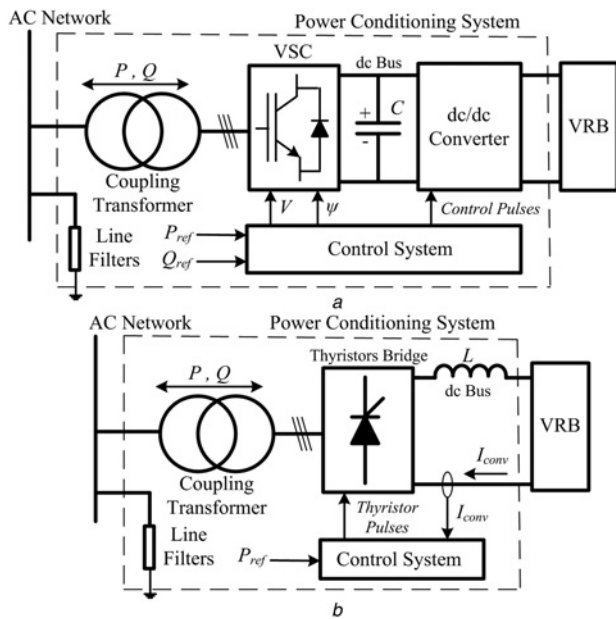 AC Network
Power Conditioning System
VSC
P , Q
dc Bus
+
-
C
dc/dc
Converter
VRB
Coupling
Transformer
V
ψ
Control Pulses
Line
Filters
P_ref
Q_ref
Control System
a
AC Network
Power Conditioning System
Thyristors Bridge
L
P , Q
dc Bus
VRB
I_conv
Coupling
Transformer
Thyristor
Pulses
I_conv
Line
Filters
P_ref
Control System
b